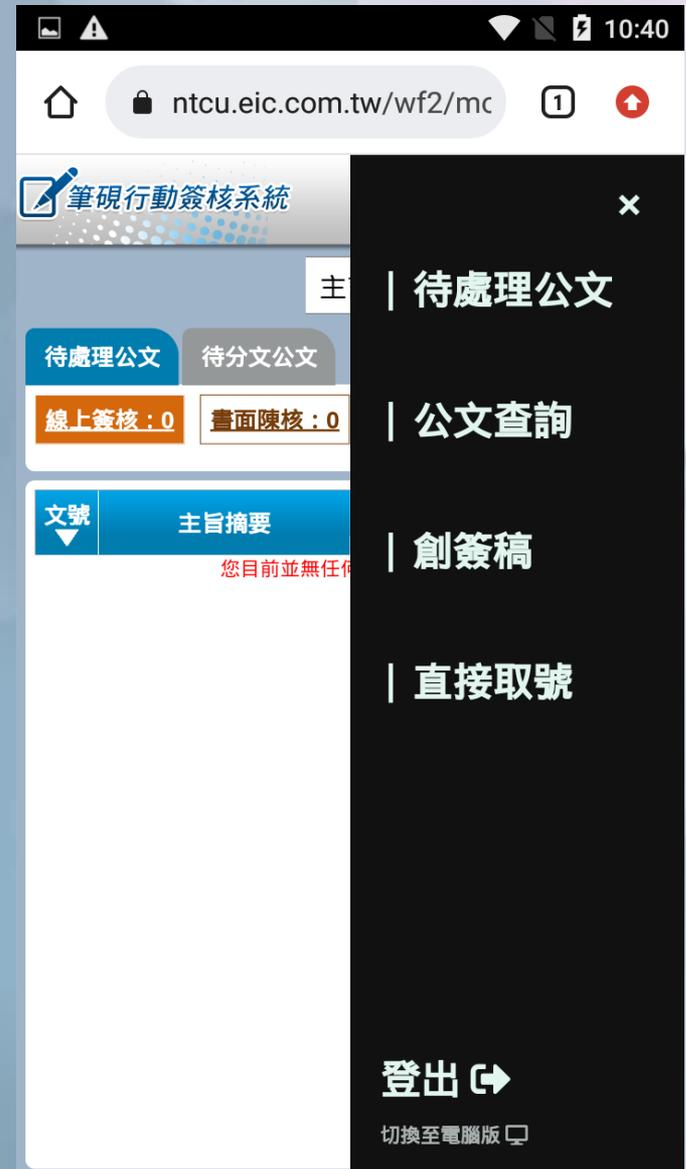 10:40
ntcu.eic.com.tw/wf2/mc
1
筆硯行動簽核系統
×
主
待處理公文
待分文公文
線上簽核：0
書面陳核：0
文號
主旨摘要
您目前並無任何
| 待處理公文
| 公文查詢
| 創簽稿
| 直接取號
登出
切換至電腦版